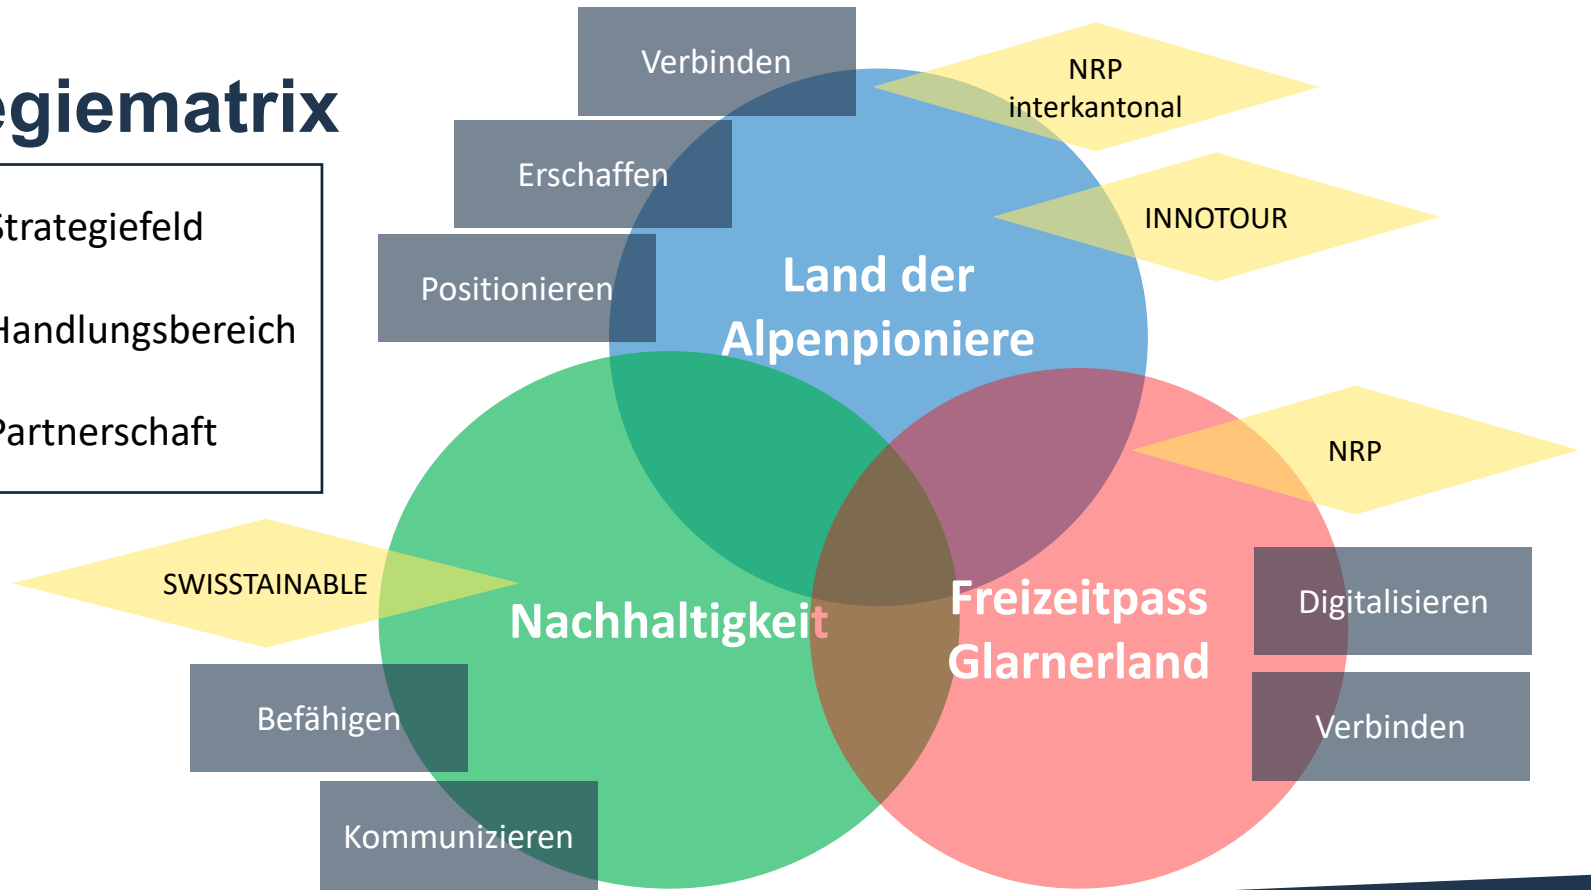 egiematrix
Strategiefeld
Handlungsbereich
Partnerschaft
Verbinden
Erschaffen
Positionieren
NRP
interkantonal
INNOTOUR
Land der
Alpenpioniere
NRP
SWISSTAINABLE
Nachhaltigkeit
Freizeitpass
Glarnerland
Digitalisieren
Verbinden
Befähigen
Kommunizieren